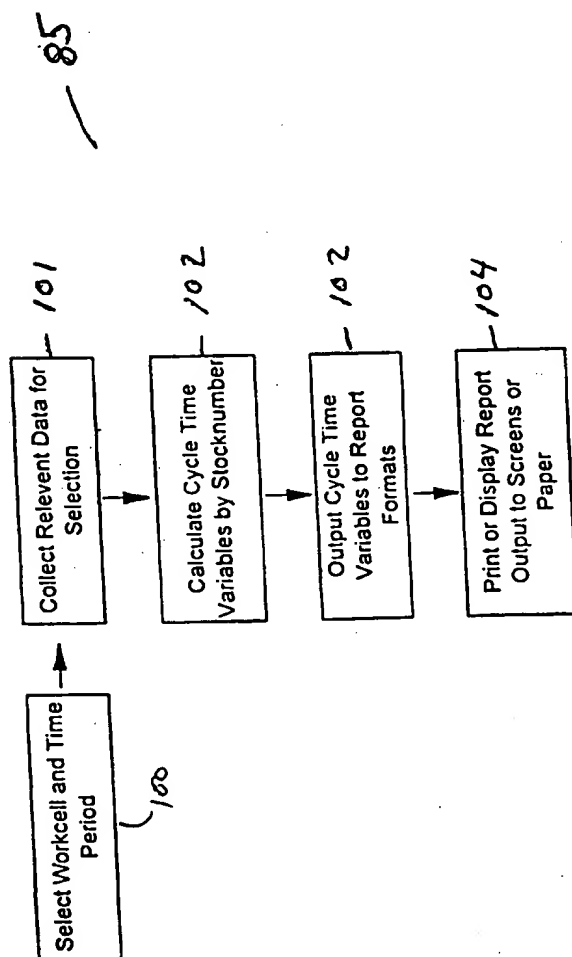 85
Select Workcell and Time
Period
100
Collect Relevent Data for
Selection
101
Calculate Cycle Time
Variables by Stocknumber
102
Output Cycle Time
Variables to Report
Formats
102
Print or Display Report
Output to Screens or
Paper
104